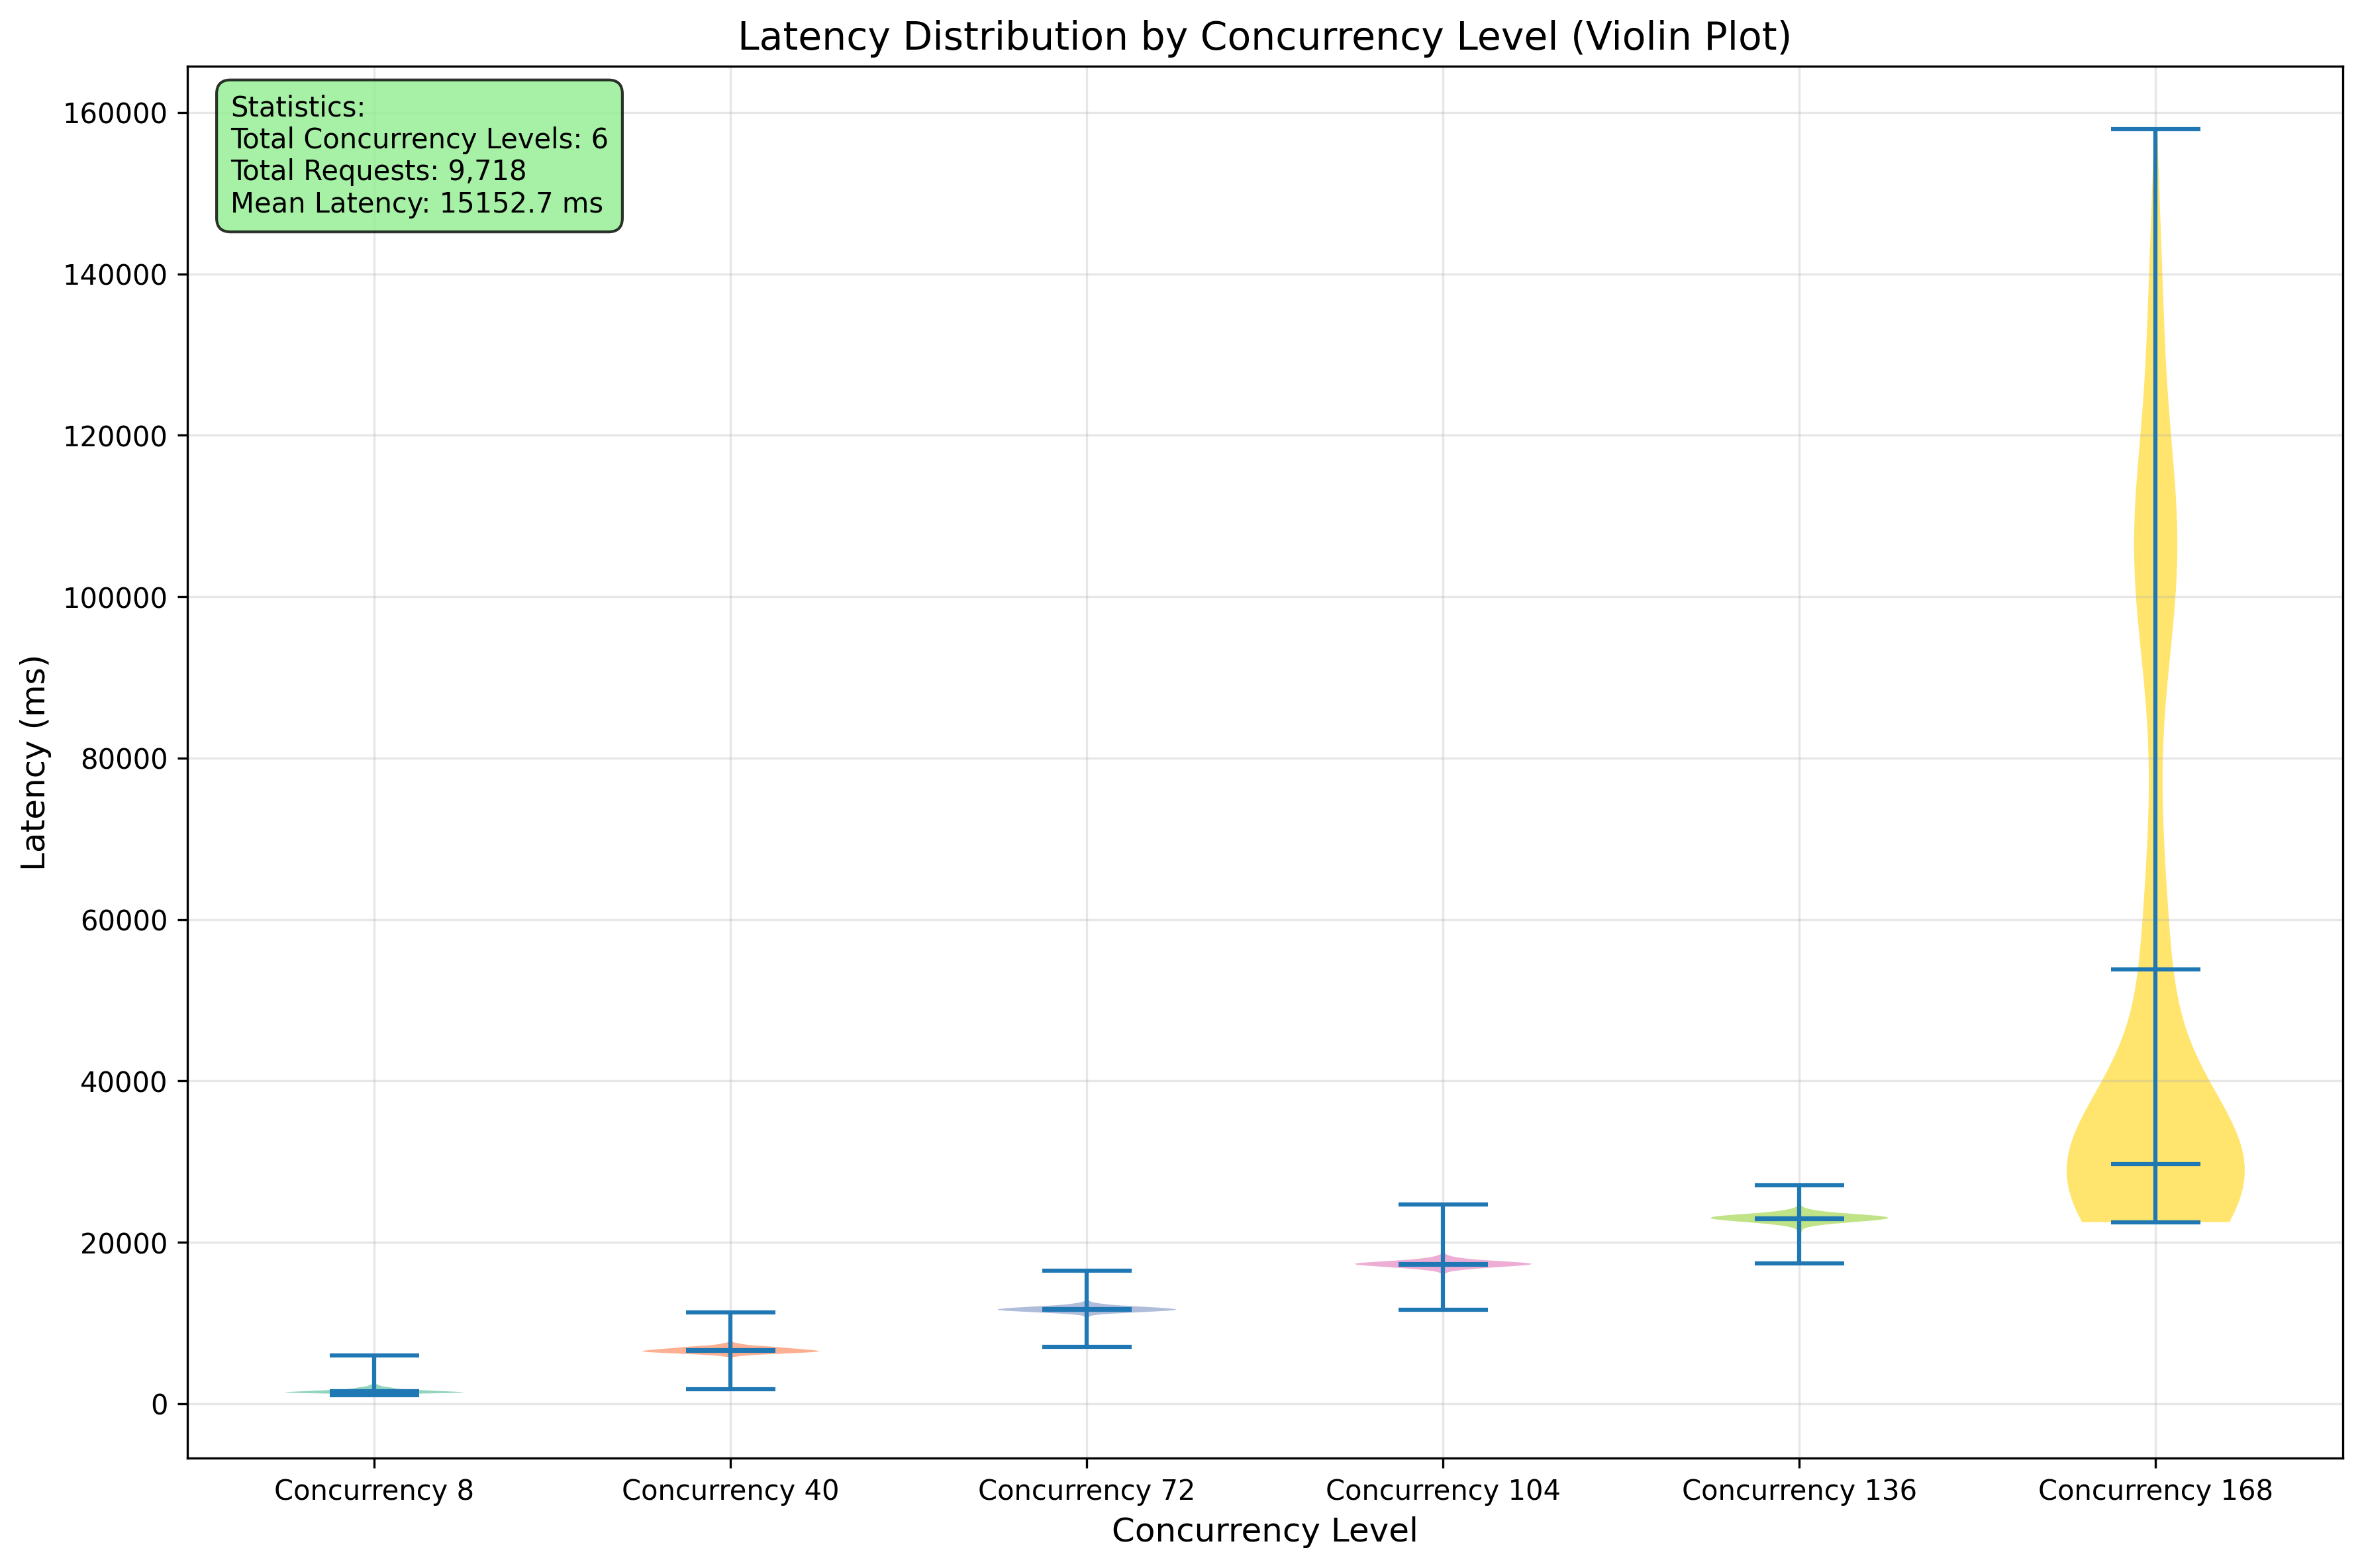 Latency Distribution by Concurrency Level (Violin Plot)
Statistics:
Total Concurrency Levels: 6
Total Requests: 9,718
Mean Latency: 15152.7 ms
160000
140000
120000
100000
80000
60000
40000
20000
0
Latency (ms)
Concurrency 8
Concurrency 40
Concurrency 72
Concurrency 104
Concurrency 136
Concurrency 168
Concurrency Level